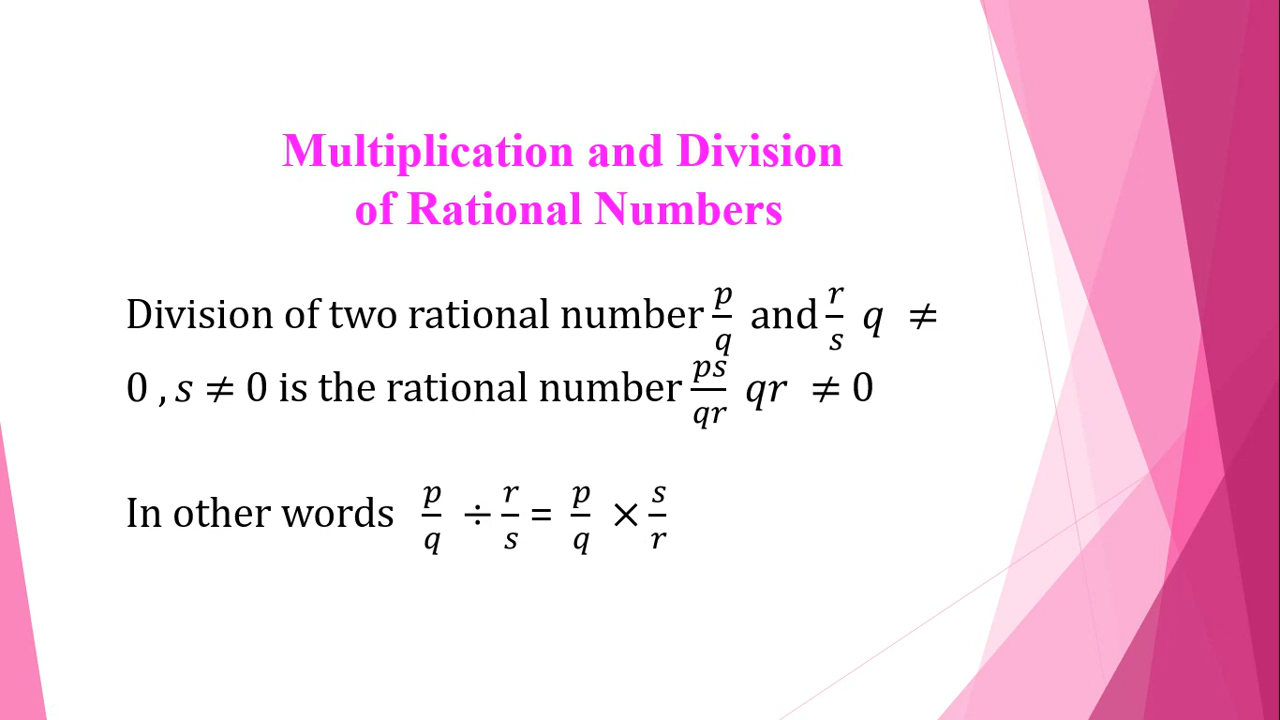 Multiplication and Division
of Rational Numbers
Division of two rational number p/q and r/s q ≠
0 , s ≠ 0 is the rational number ps/qr qr ≠ 0
In other words p/q ÷ r/s = p/q × s/r